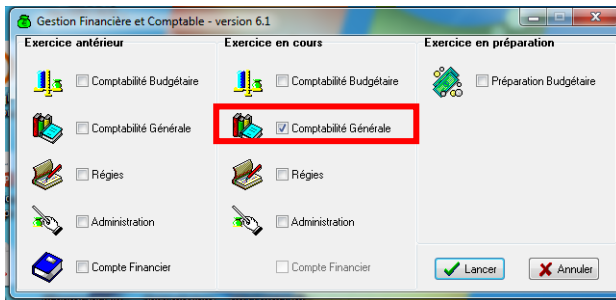 Gestion Financière et Comptable - version 6.1
Exercice antérieur
Comptabilité Budgétaire
Comptabilité Générale
Régies
Administration
Compte Financier
Exercice en cours
Comptabilité Budgétaire
Comptabilité Générale
Régies
Administration
Compte Financier
Exercice en préparation
Préparation Budgétaire
Lancer
Annuler